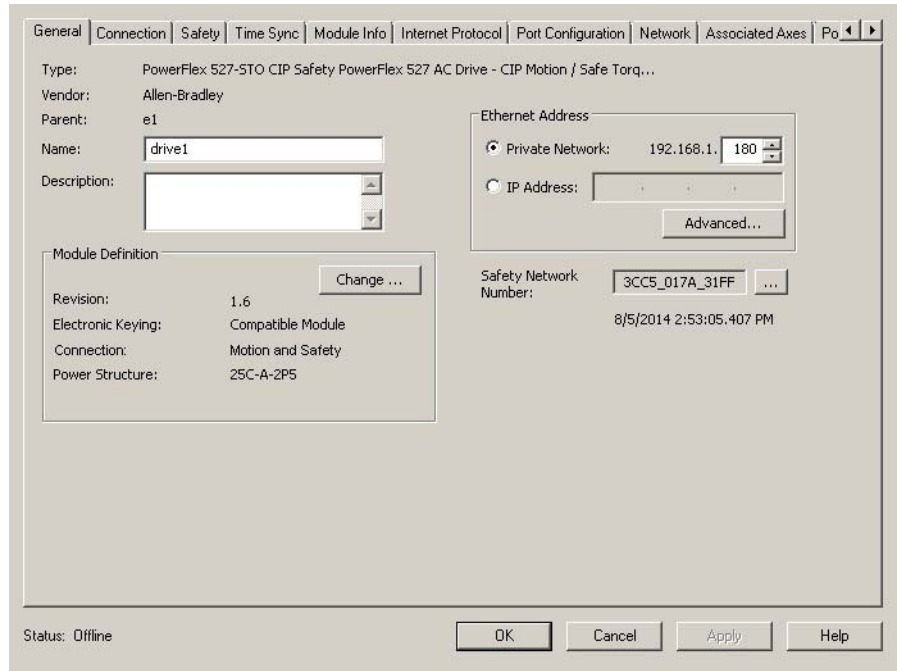 General Connection Safety Time Sync Module Info Internet Protocol Port Configuration Network Associated Axes Po
Type: PowerFlex 527-STO CIP Safety PowerFlex 527 AC Drive - CIP Motion / Safe Torq...
Vendor: Allen-Bradley
Parent: e1
Name: drive1
Description:
Ethernet Address
Private Network: 192.168.1. 180
IP Address: . . .
Advanced...
Module Definition
Change ...
Revision: 1.6
Electronic Keying: Compatible Module
Connection: Motion and Safety
Power Structure: 25C-A-2P5
Safety Network
Number: 3CC5_017A_31FF ...
8/5/2014 2:53:05.407 PM
Status: Offline OK Cancel Apply Help